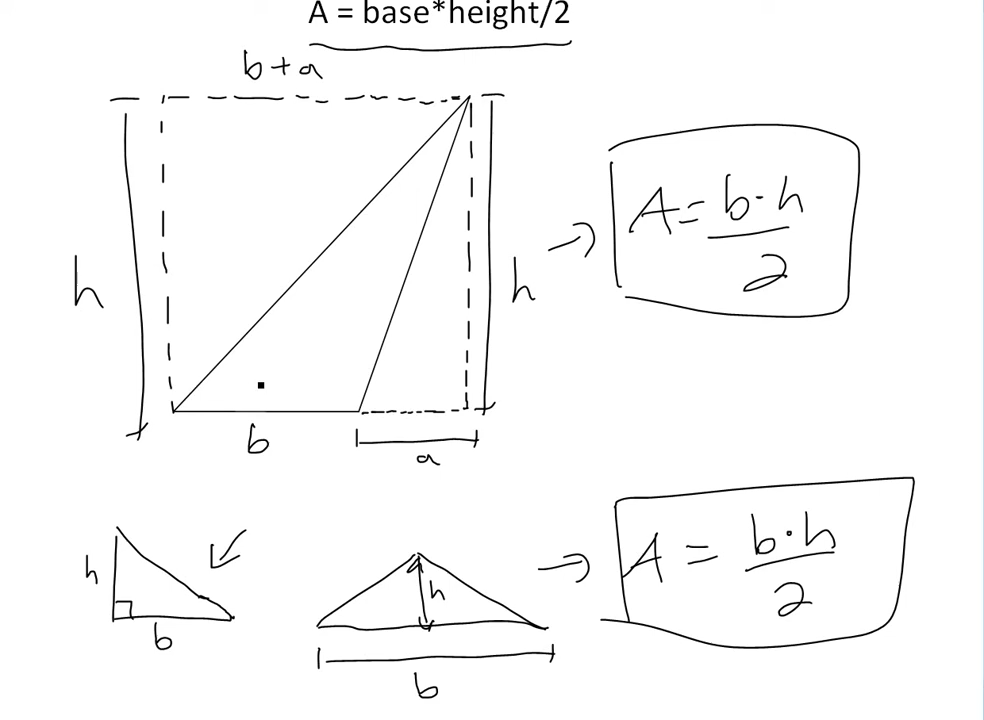 A = base*height/2
b+a
h
h
→ A = b·h/2
b
a
h
b
h
b
→ A = b·h/2